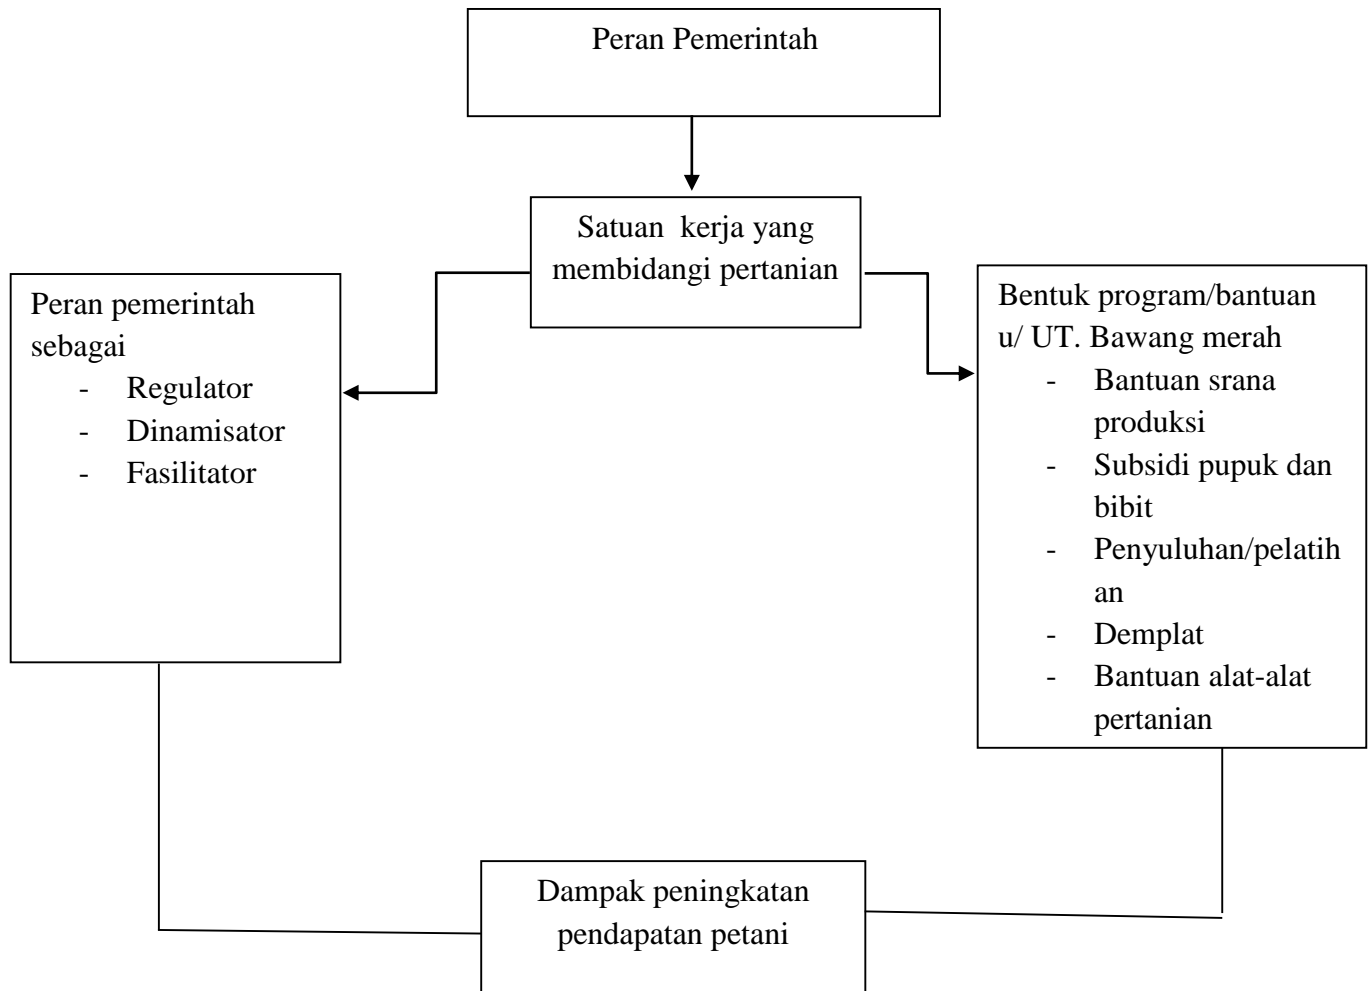 Peran Pemerintah
Satuan kerja yang
membidangi pertanian
Peran pemerintah
sebagai
- Regulator
- Dinamisator
- Fasilitator
Bentuk program/bantuan
u/ UT. Bawang merah
- Bantuan srana
produksi
- Subsidi pupuk dan
bibit
- Penyuluhan/pelatih
an
- Demplat
- Bantuan alat-alat
pertanian
Dampak peningkatan
pendapatan petani